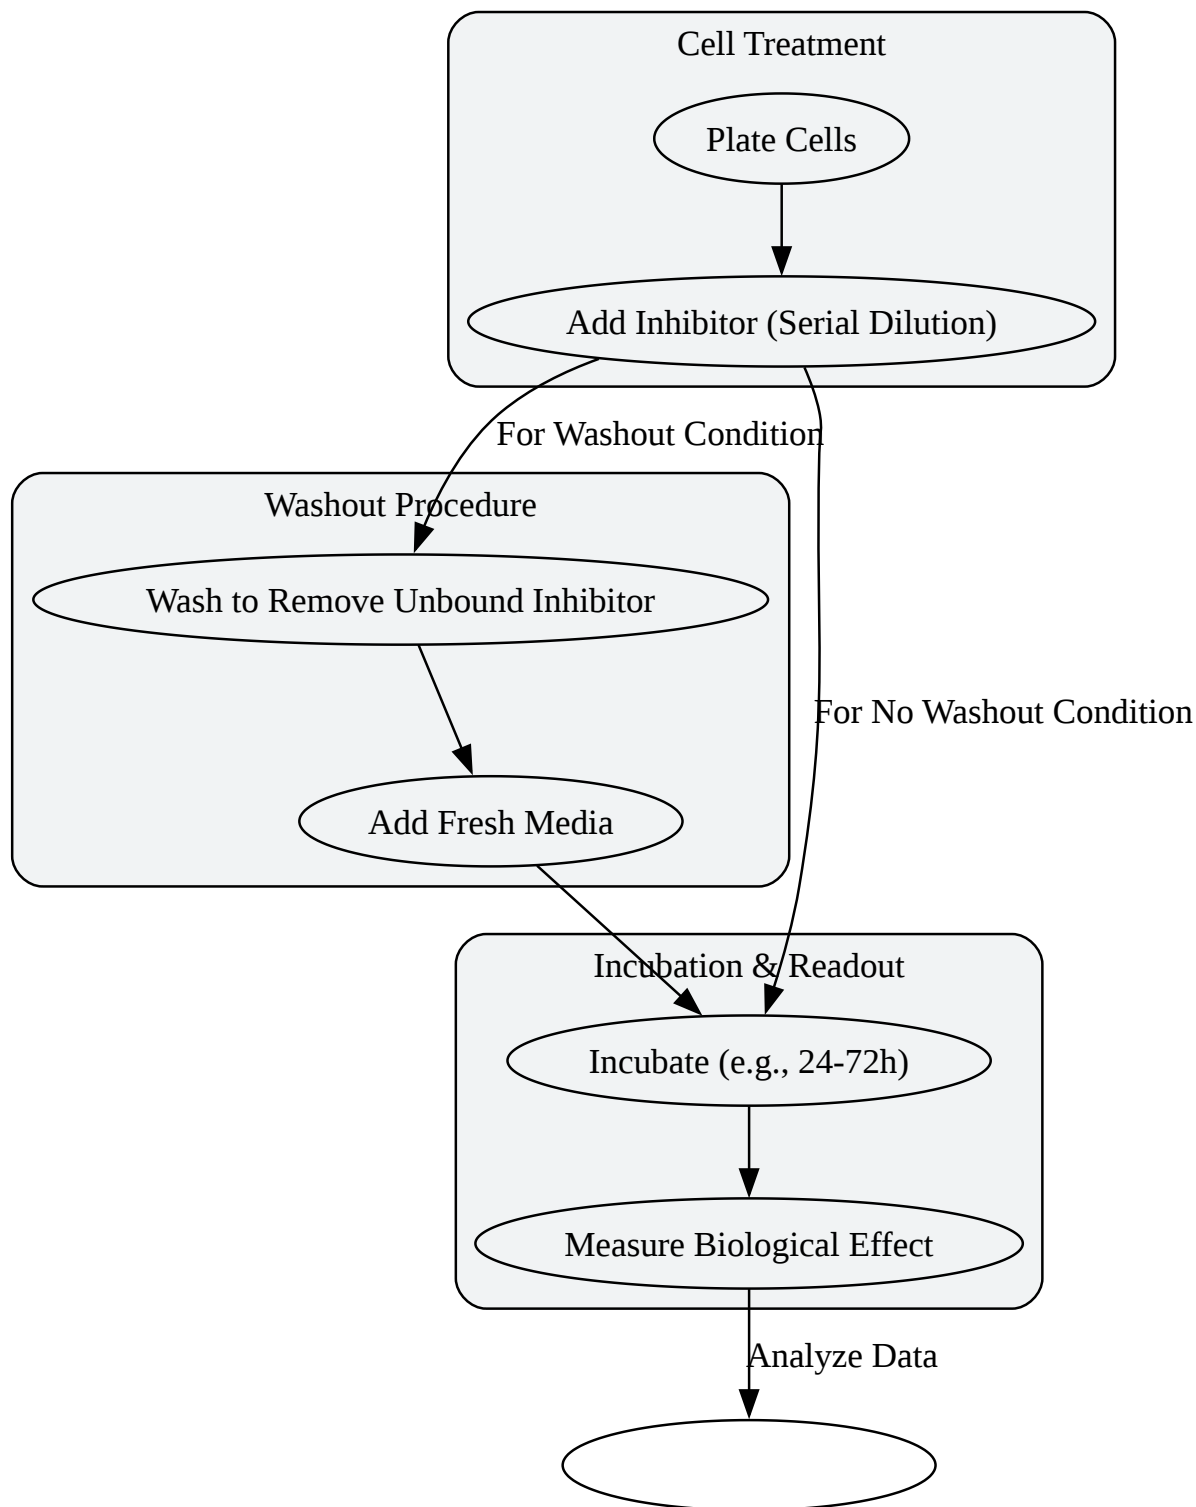 Cell Treatment
Plate Cells
Add Inhibitor (Serial Dilution)
For Washout Condition
Washout Procedure
Wash to Remove Unbound Inhibitor
For No Washout Condition
Add Fresh Media
Incubation & Readout
Incubate (e.g., 24-72h)
Measure Biological Effect
Analyze Data